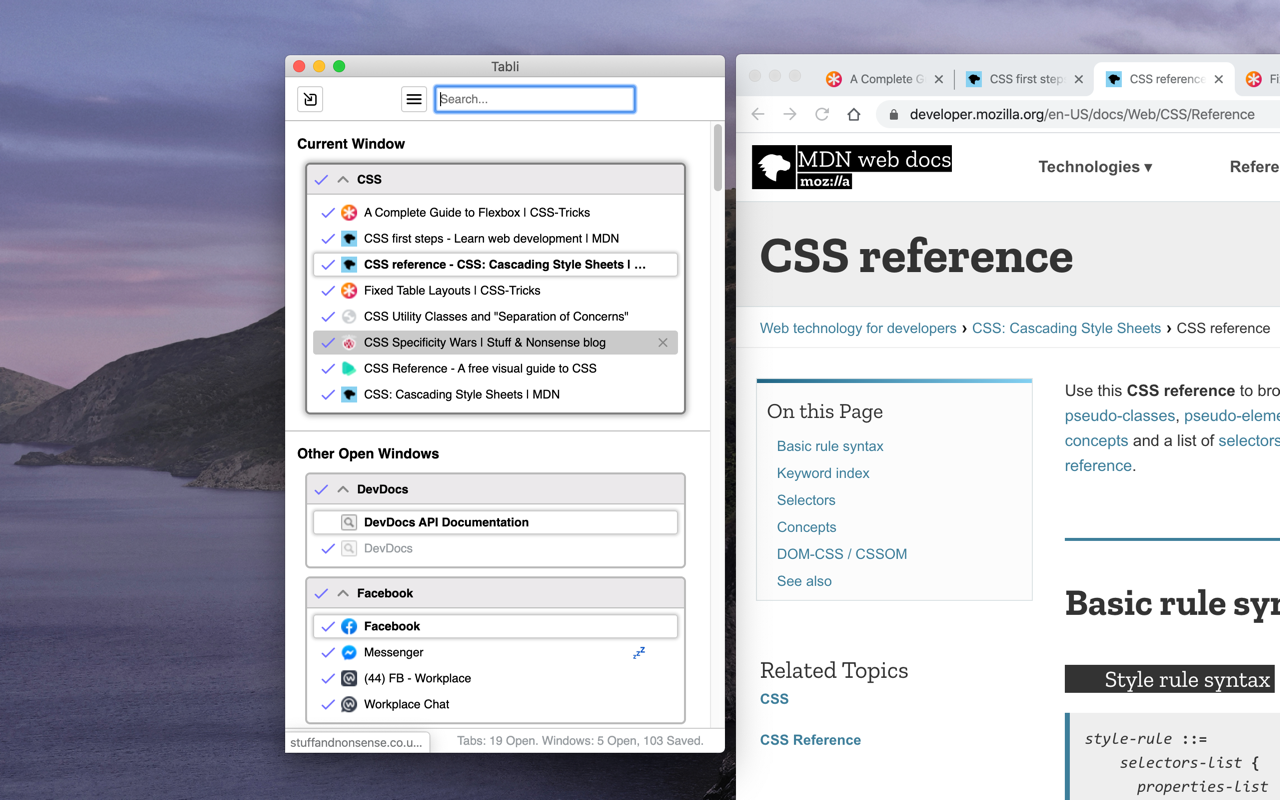 Tabli
Search...
Current Window
CSS
A Complete Guide to Flexbox | CSS-Tricks
CSS first steps - Learn web development | MDN
CSS reference - CSS: Cascading Style Sheets | ...
Fixed Table Layouts | CSS-Tricks
CSS Utility Classes and "Separation of Concerns"
CSS Specificity Wars | Stuff & Nonsense blog
CSS Reference - A free visual guide to CSS
CSS: Cascading Style Sheets | MDN
Other Open Windows
DevDocs
DevDocs API Documentation
DevDocs
Facebook
Facebook
Messenger
zzz
(44) FB - Workplace
Workplace Chat
stuffandnonsense.co.u...
Tabs: 19 Open. Windows: 5 Open, 103 Saved.
A Complete G
CSS first step
CSS reference
Fi
developer.mozilla.org/en-US/docs/Web/CSS/Reference
MDN web docs
moz://a
Technologies ▾
Refere
CSS reference
Web technology for developers › CSS: Cascading Style Sheets › CSS reference
On this Page
Basic rule syntax
Keyword index
Selectors
Concepts
DOM-CSS / CSSOM
See also
Related Topics
CSS
CSS Reference
Use this CSS reference to bro
pseudo-classes, pseudo-eleme
concepts and a list of selectors
reference.
Basic rule syn
Style rule syntax
style-rule ::=
selectors-list {
properties-list